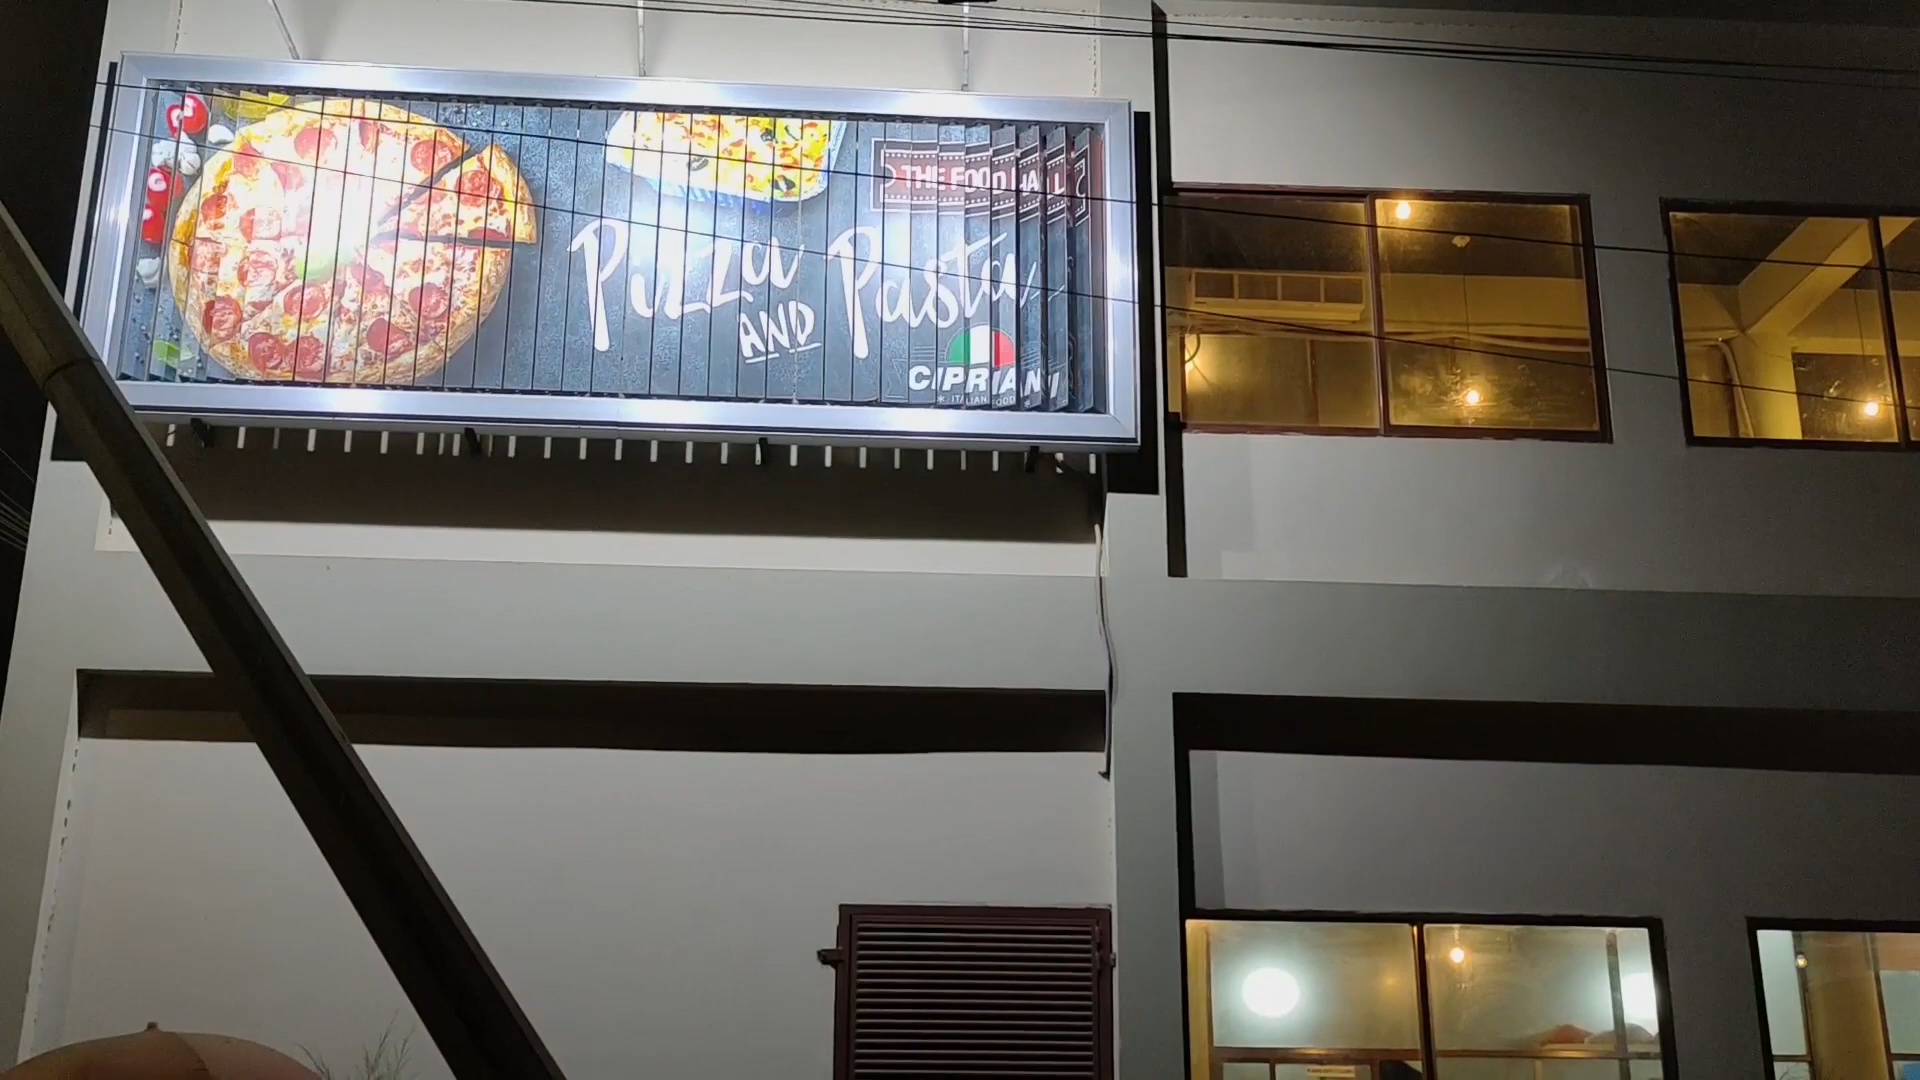 THE FOOD HALL
Pizza
AND
Pasta
CIPRIANI
* ITALIAN FOOD *